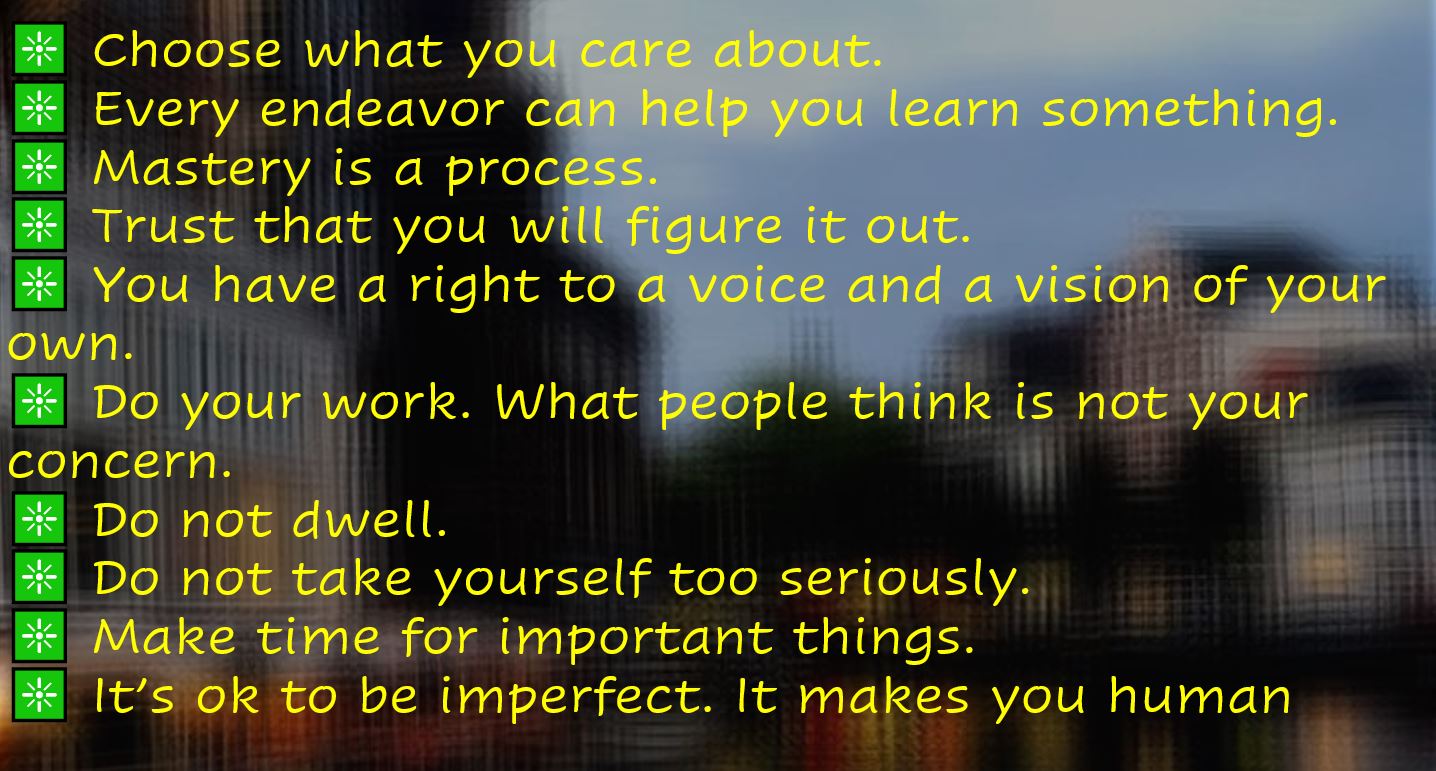 ❇ Choose what you care about.
❇ Every endeavor can help you learn something.
❇ Mastery is a process.
❇ Trust that you will figure it out.
❇ You have a right to a voice and a vision of your
own.
❇ Do your work. What people think is not your
concern.
❇ Do not dwell.
❇ Do not take yourself too seriously.
❇ Make time for important things.
❇ It’s ok to be imperfect. It makes you human